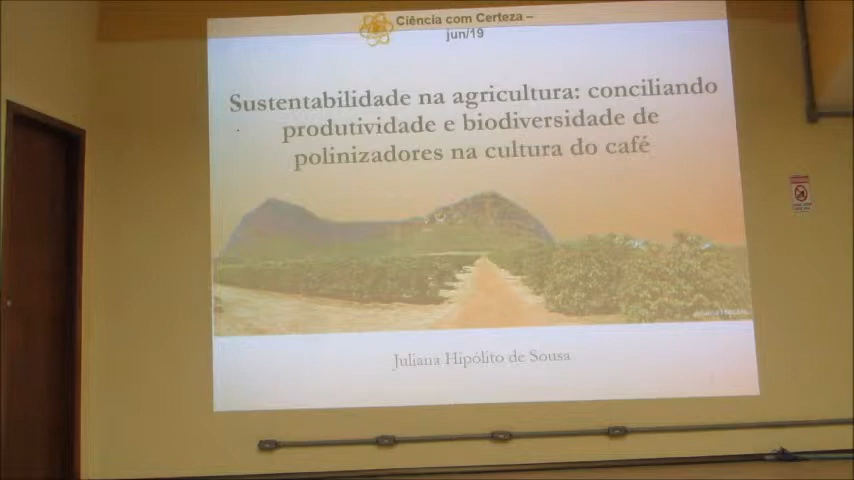 Ciência com Certeza –
jun/19
Sustentabilidade na agricultura: conciliando
produtividade e biodiversidade de
polinizadores na cultura do café
Juliana Hipólito de Sousa